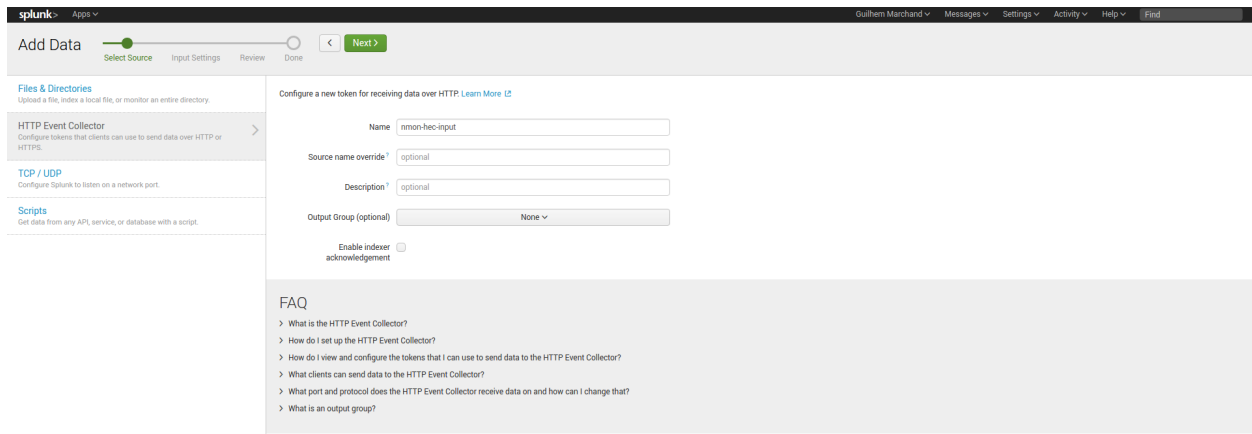 splunk> Apps Guilhem Marchand Messages Settings Activity Help Find
Add Data
Select Source Input Settings Review Done
< Next >
Files & Directories
Upload a file, index a local file, or monitor an entire directory.
HTTP Event Collector
Configure tokens that clients can use to send data over HTTP or
HTTPS.
TCP / UDP
Configure Splunk to listen on a network port.
Scripts
Get data from any API, service, or database with a script.
Configure a new token for receiving data over HTTP. Learn More
Name nmon-hec-input
Source name override ? optional
Description ? optional
Output Group (optional) None
Enable indexer
acknowledgement
FAQ
> What is the HTTP Event Collector?
> How do I set up the HTTP Event Collector?
> How do I view and configure the tokens that I can use to send data to the HTTP Event Collector?
> What clients can send data to the HTTP Event Collector?
> What port and protocol does the HTTP Event Collector receive data on and how can I change that?
> What is an output group?